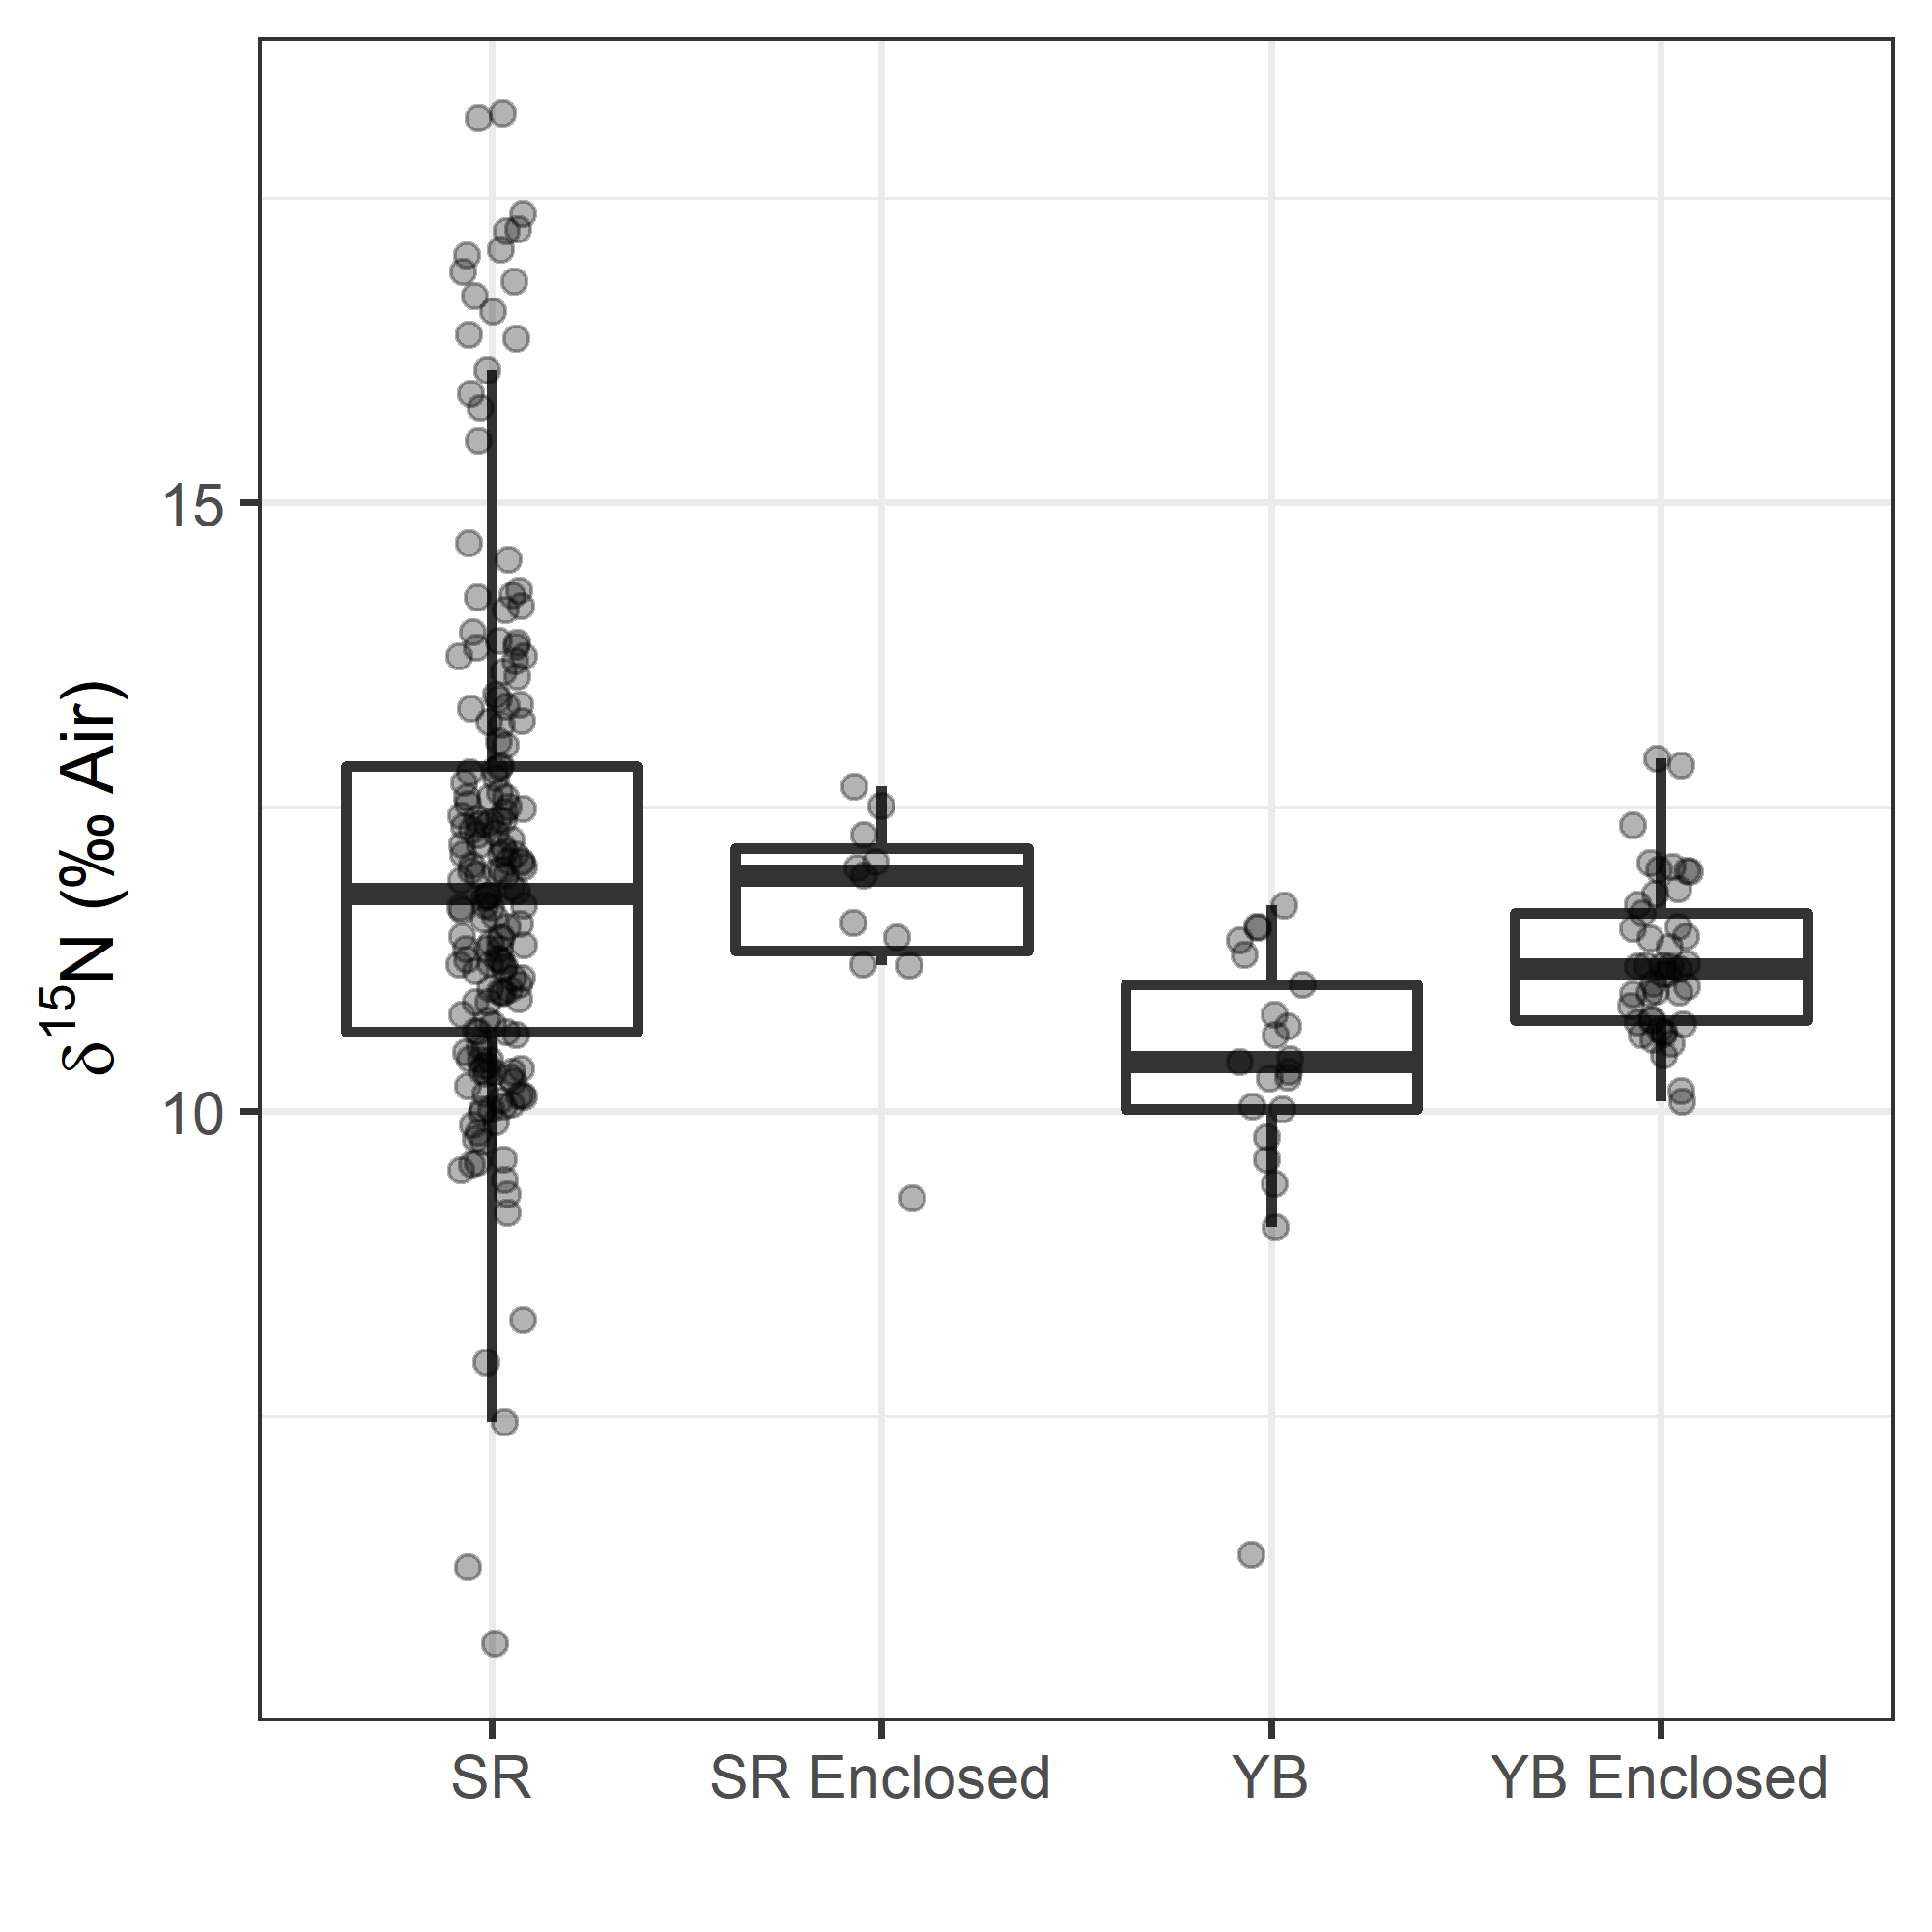 δ¹⁵N (‰ Air)
15
10
SR
SR Enclosed
YB
YB Enclosed